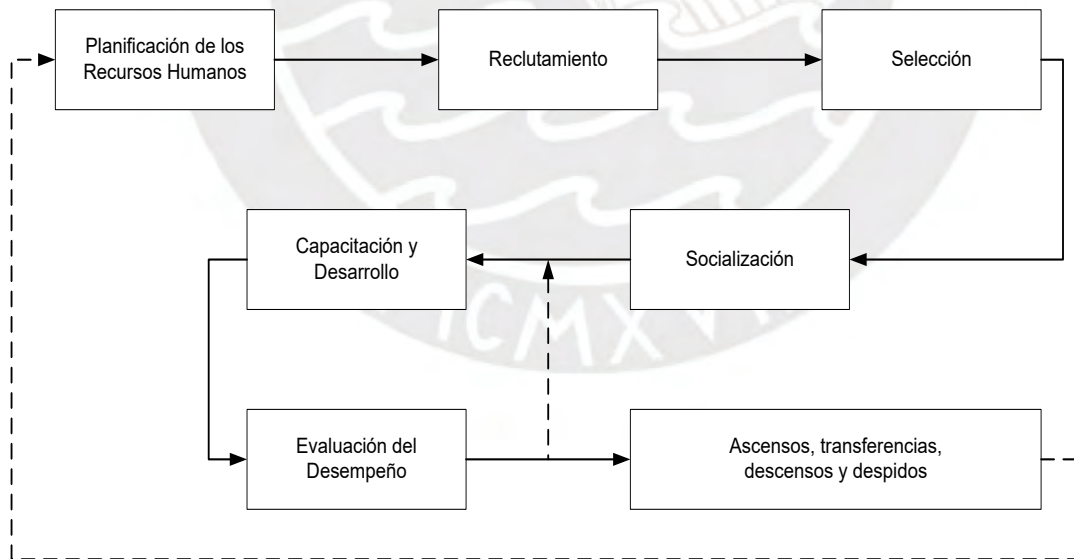 Planificación de los
Recursos Humanos
Reclutamiento
Selección
Capacitación y
Desarrollo
Socialización
Evaluación del
Desempeño
Ascensos, transferencias,
descensos y despidos